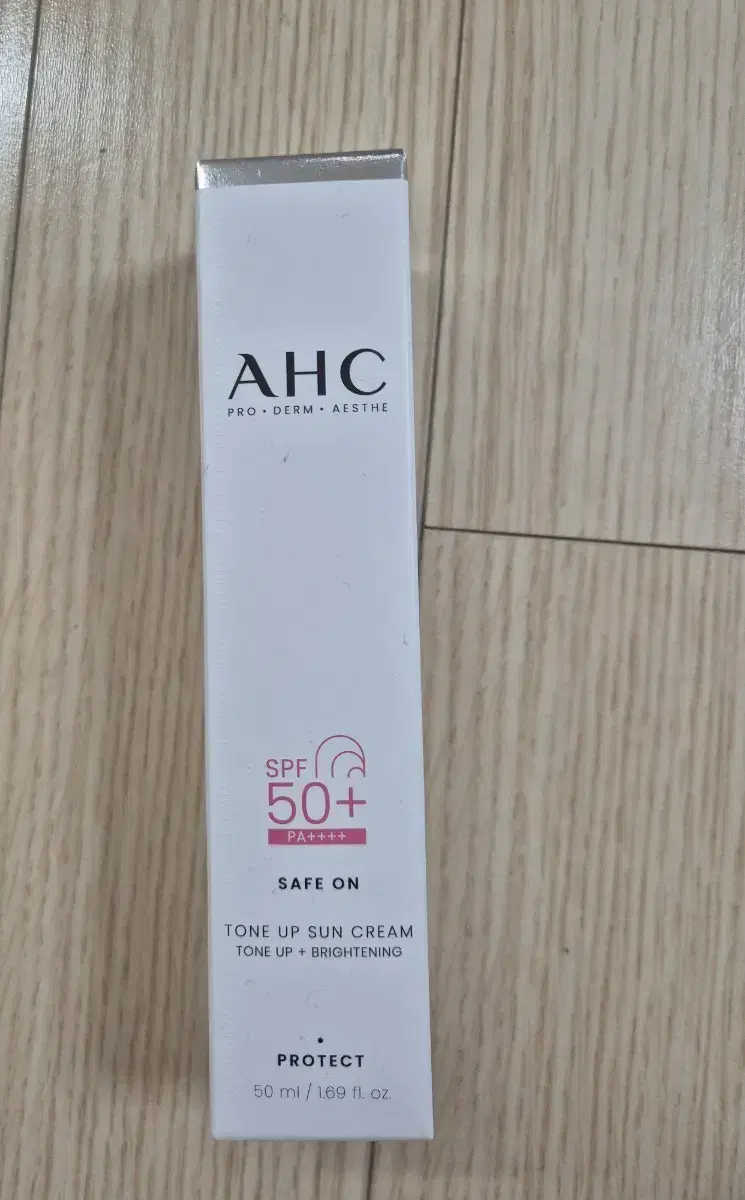 AHC
PRO • DERM • AESTHE
SPF
50+
PA++++
SAFE ON
TONE UP SUN CREAM
TONE UP + BRIGHTENING
PROTECT
50 ml / 1.69 fl. oz.